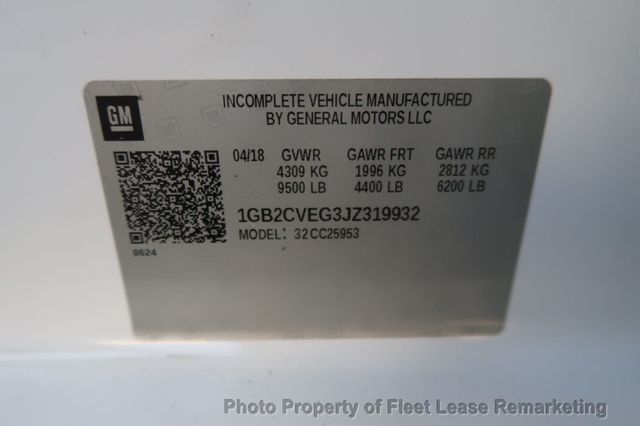 GM
INCOMPLETE VEHICLE MANUFACTURED
BY GENERAL MOTORS LLC
04/18 GVWR GAWR FRT GAWR RR
4309 KG 1996 KG 2812 KG
9500 LB 4400 LB 6200 LB
1GB2CVEG3JZ319932
MODEL: 32CC25953
8624
Photo Property of Fleet Lease Remarketing